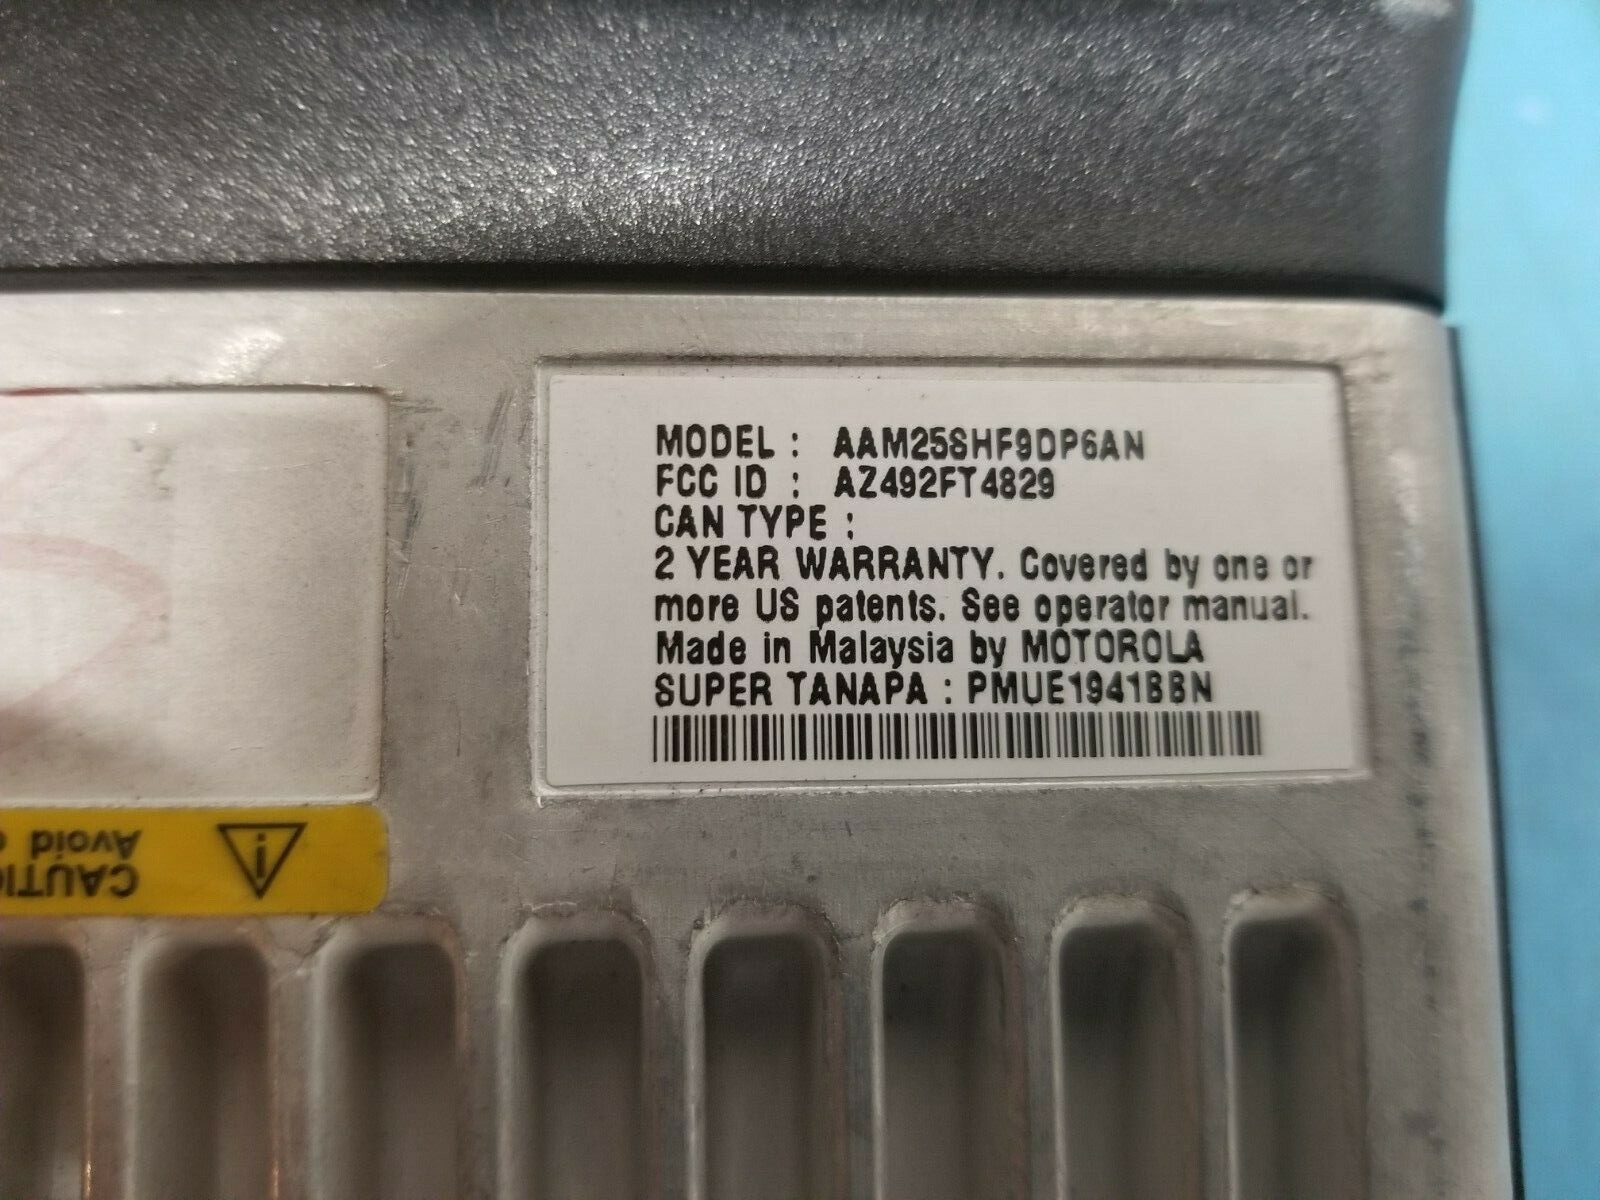 MODEL : AAM25SHF9DP6AN
FCC ID : AZ492FT4829
CAN TYPE :
2 YEAR WARRANTY. Covered by one or
more US patents. See operator manual.
Made in Malaysia by MOTOROLA
SUPER TANAPA : PMUE1941BBN
Avoid